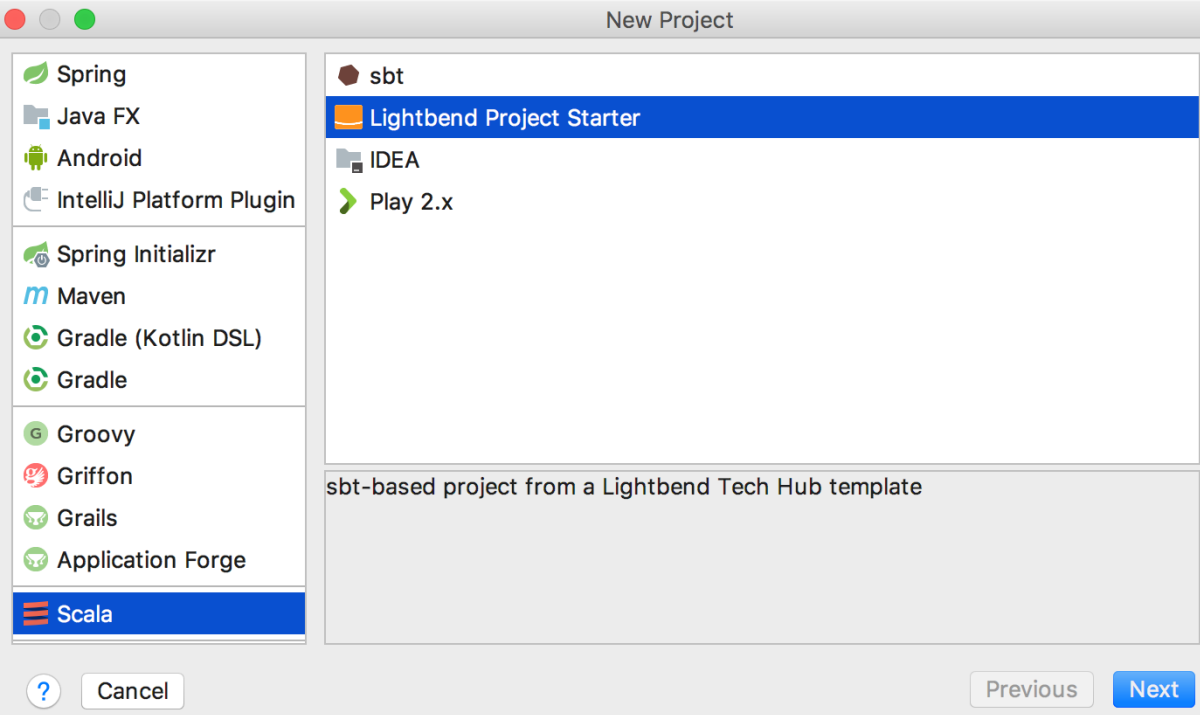 New Project
Spring
Java FX
Android
IntelliJ Platform Plugin
Spring Initializr
Maven
Gradle (Kotlin DSL)
Gradle
Groovy
Griffon
Grails
Application Forge
Scala
sbt
Lightbend Project Starter
IDEA
Play 2.x
sbt-based project from a Lightbend Tech Hub template
?
Cancel
Previous
Next